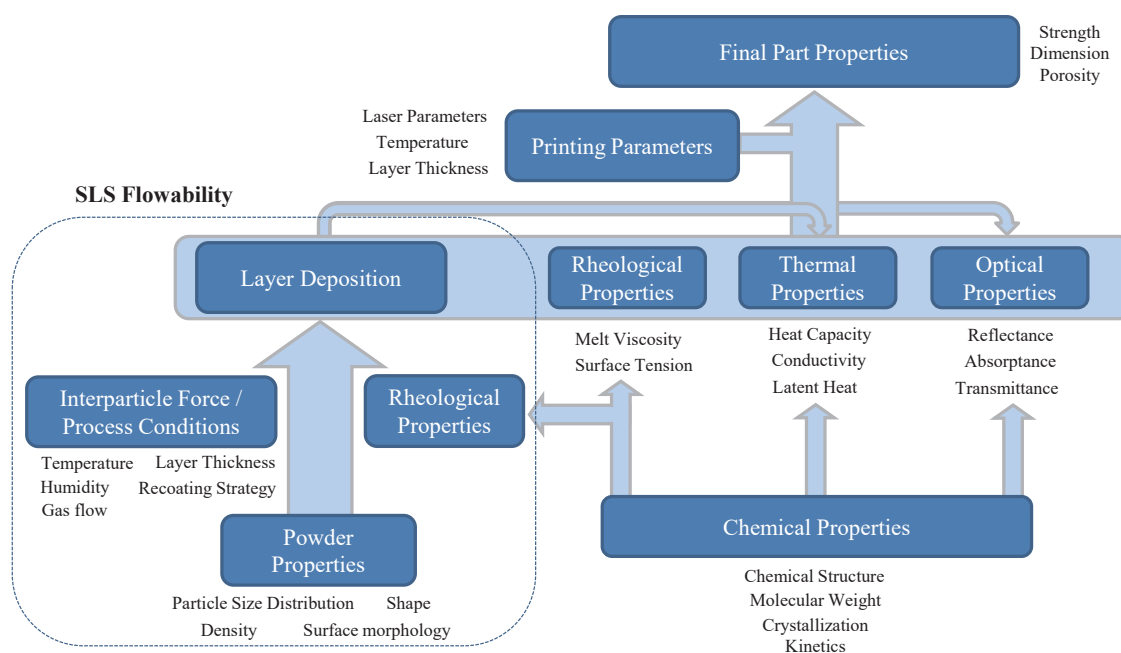 Final Part Properties
Strength
Dimension
Porosity
Laser Parameters
Temperature
Layer Thickness
Printing Parameters
SLS Flowability
Layer Deposition
Rheological
Properties
Thermal
Properties
Optical
Properties
Melt Viscosity
Surface Tension
Heat Capacity
Conductivity
Latent Heat
Reflectance
Absorptance
Transmittance
Interparticle Force /
Process Conditions
Rheological
Properties
Temperature
Layer Thickness
Humidity
Recoating Strategy
Gas flow
Powder
Properties
Chemical Properties
Particle Size Distribution
Shape
Density
Surface morphology
Chemical Structure
Molecular Weight
Crystallization
Kinetics